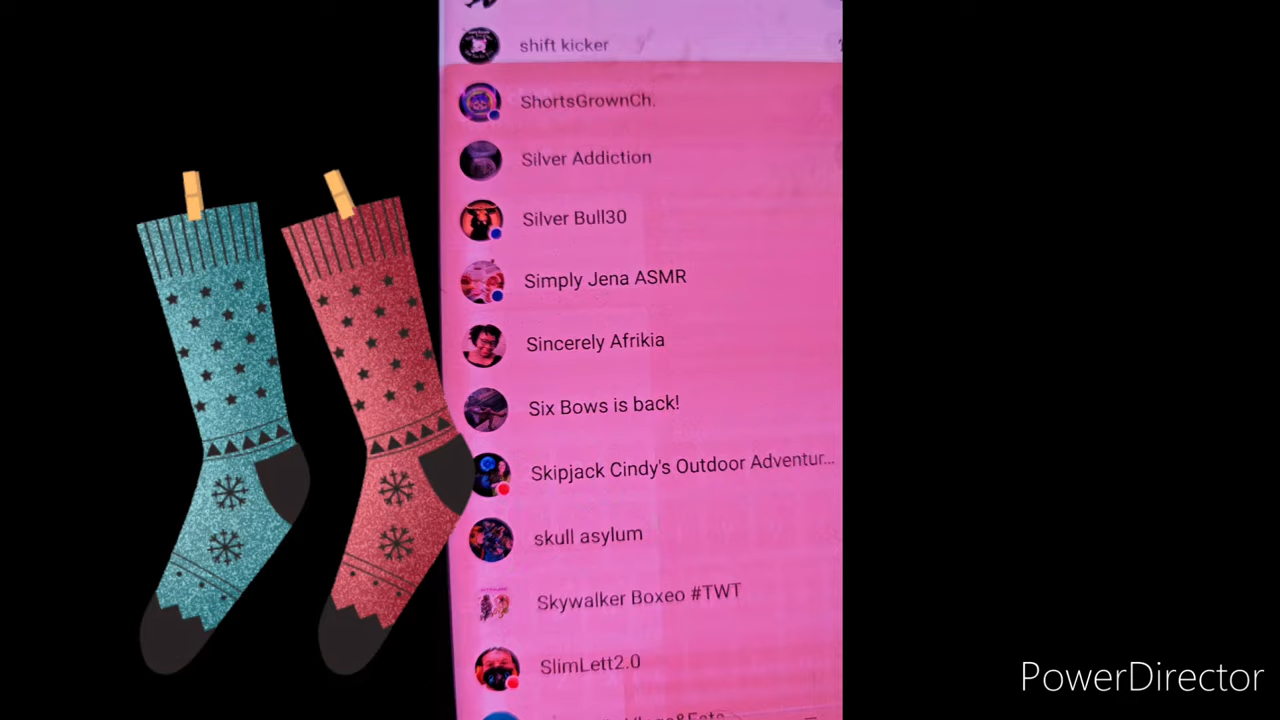 shift kicker
ShortsGrownCh.
Silver Addiction
Silver Bull30
Simply Jena ASMR
Sincerely Afrikia
Six Bows is back!
Skipjack Cindy's Outdoor Adventur...
skull asylum
Skywalker Boxeo #TWT
SlimLett2.0
PowerDirector